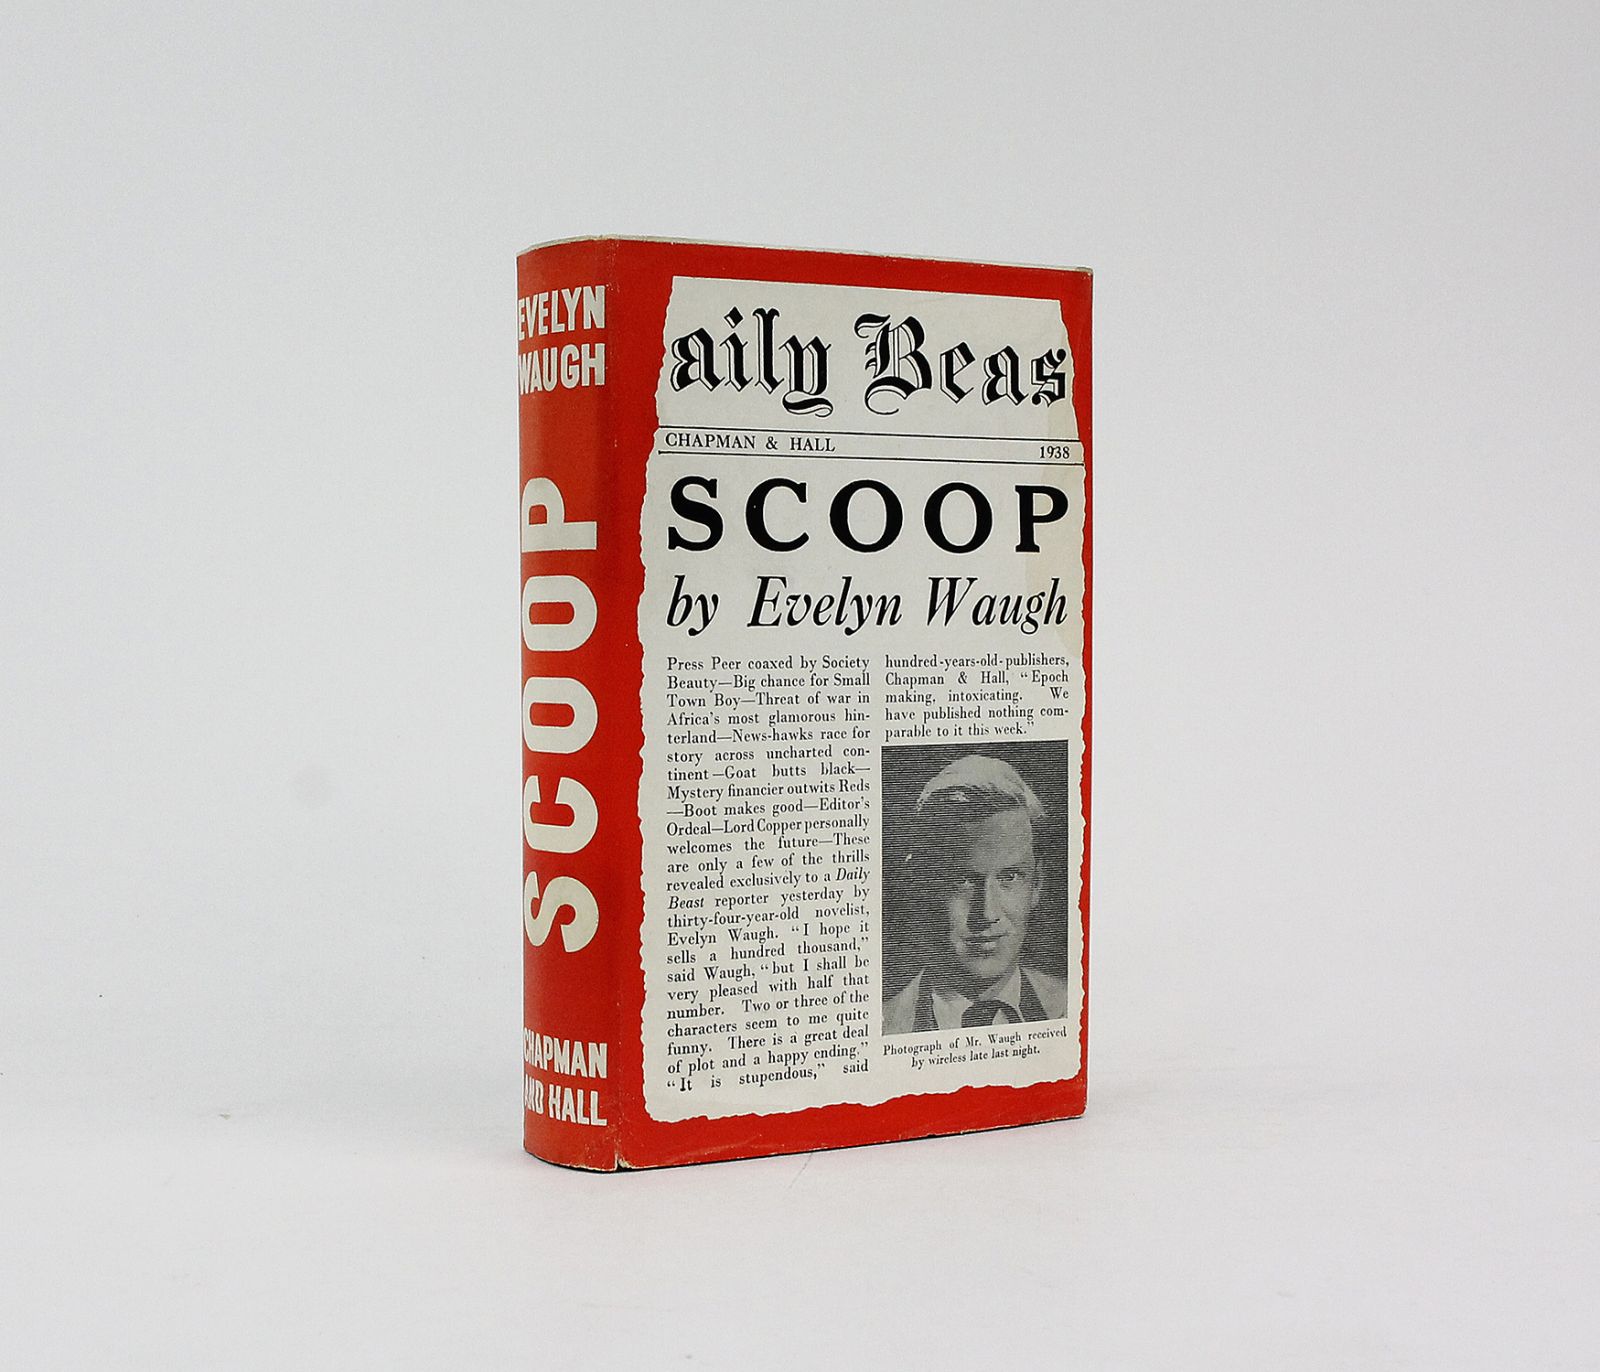 EVELYN
WAUGH
SCOOP
CHAPMAN
AND HALL
aily Beas
CHAPMAN & HALL 1938
SCOOP
by Evelyn Waugh
Press Peer coaxed by Society
Beauty—Big chance for Small
Town Boy—Threat of war in
Africa's most glamorous hin-
terland—News-hawks race for
story across uncharted con-
tinent—Goat butts black—
Mystery financier outwits Reds
—Boot makes good—Editor's
Ordeal—Lord Copper personally
welcomes the future—These
are only a few of the thrills
revealed exclusively to a Daily
Beast reporter yesterday by
thirty-four-year-old novelist,
Evelyn Waugh. "I hope it
sells a hundred thousand,"
said Waugh, "but I shall be
very pleased with half that
number. Two or three of the
characters seem to me quite
funny. There is a great deal
of plot and a happy ending."
"It is stupendous," said
hundred-years-old-publishers,
Chapman & Hall, "Epoch
making, intoxicating. We
have published nothing com-
parable to it this week."
Photograph of Mr. Waugh received
by wireless late last night.